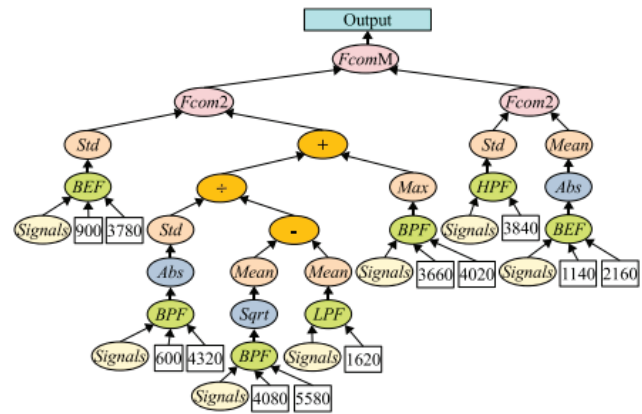 Output
FcomM
Fcom2 Fcom2
Std + Std Mean
BEF ÷ Max HPF Abs
Signals 900 3780 Std - BPF Signals 3840 BEF
Abs Mean Mean Signals 3660 4020 Signals 1140 2160
BPF Sqrt LPF
Signals 600 4320 BPF Signals 1620
Signals 4080 5580